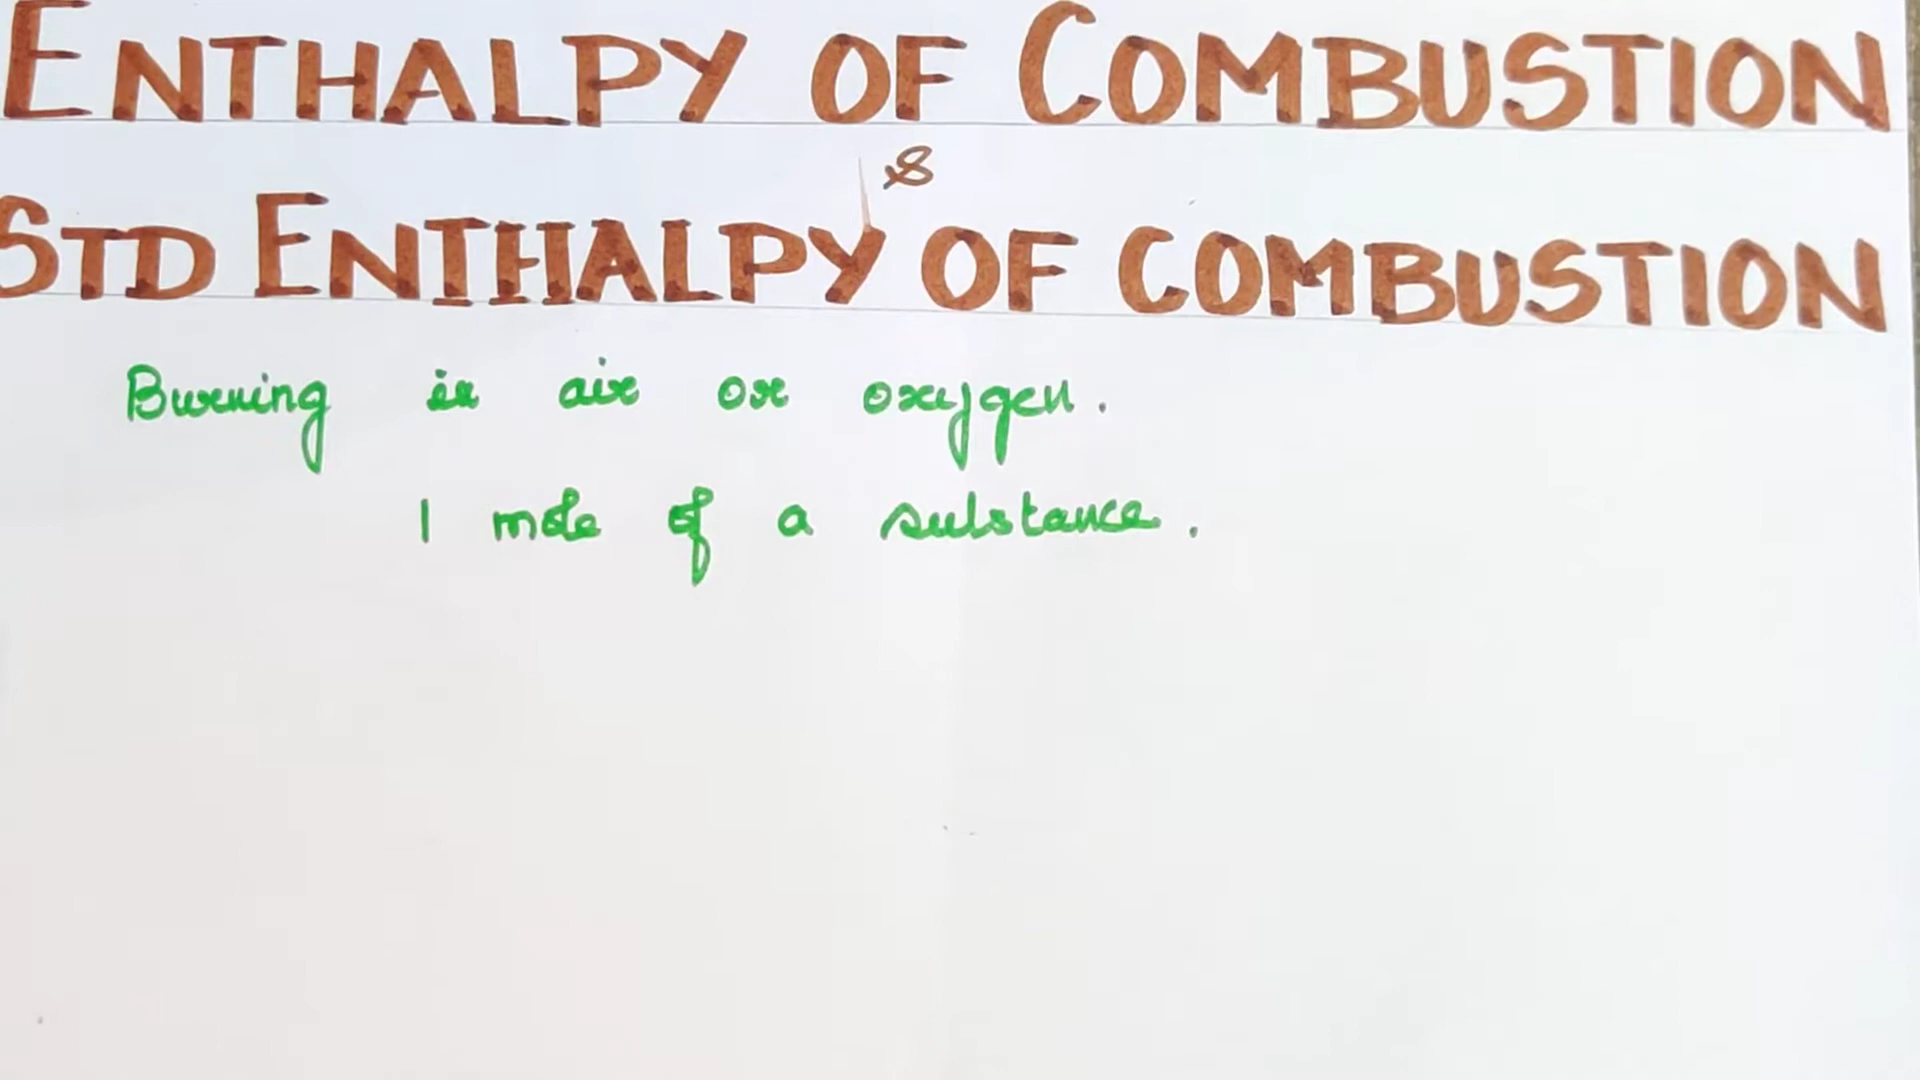 ENTHALPY OF COMBUSTION
&
STD ENTHALPY OF COMBUSTION
Burning in air or oxygen.
1 mole of a substance.